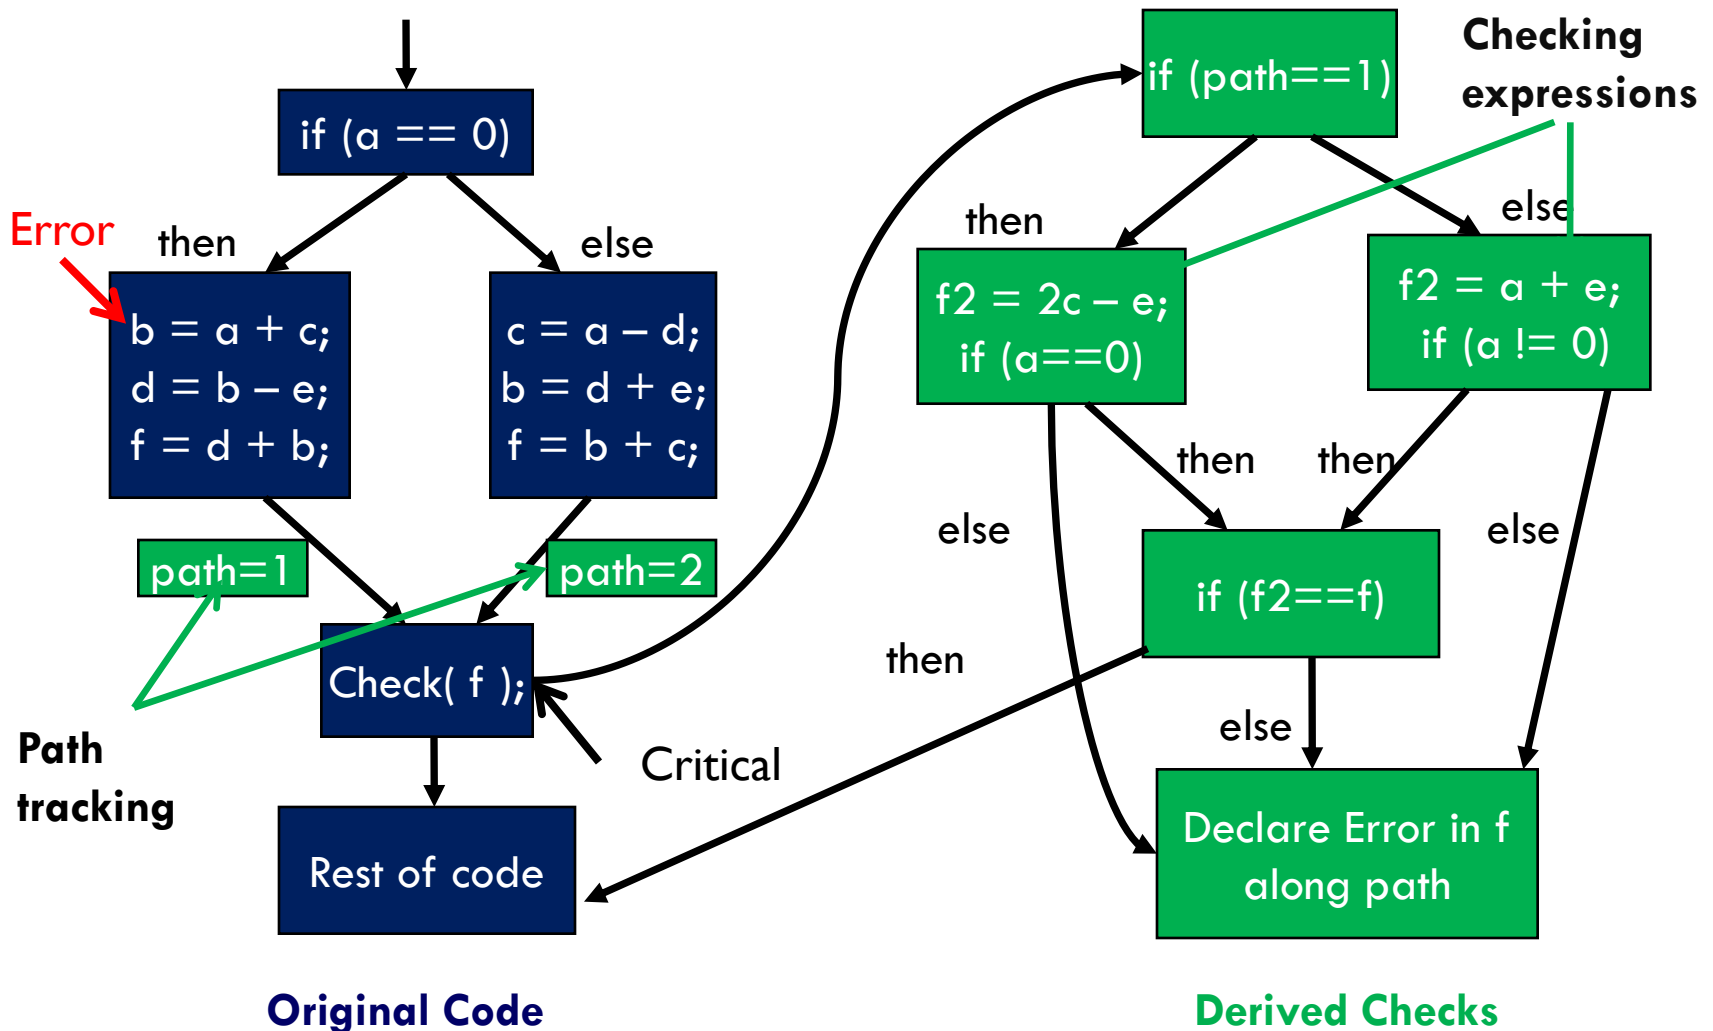 if (a == 0)
Error
then
else
b = a + c;
d = b – e;
f = d + b;
c = a – d;
b = d + e;
f = b + c;
path=1
path=2
Check( f );
Path
tracking
Critical
Rest of code
Original Code
if (path==1)
Checking
expressions
then
else
f2 = 2c – e;
if (a==0)
f2 = a + e;
if (a != 0)
then
then
else
else
if (f2==f)
then
else
Declare Error in f
along path
Derived Checks